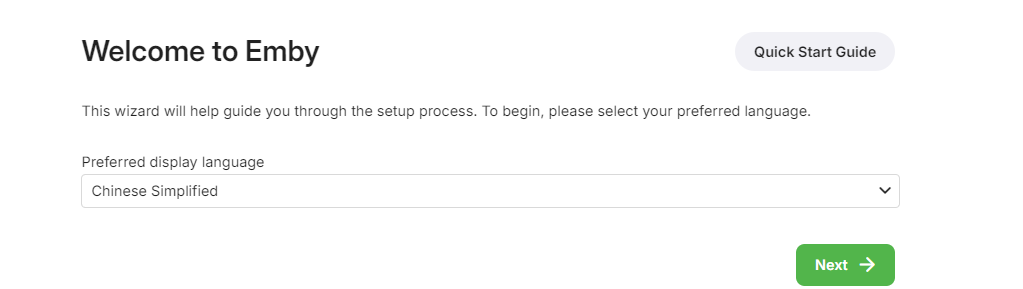 Welcome to Emby
Quick Start Guide
This wizard will help guide you through the setup process. To begin, please select your preferred language.
Preferred display language
Chinese Simplified
Next